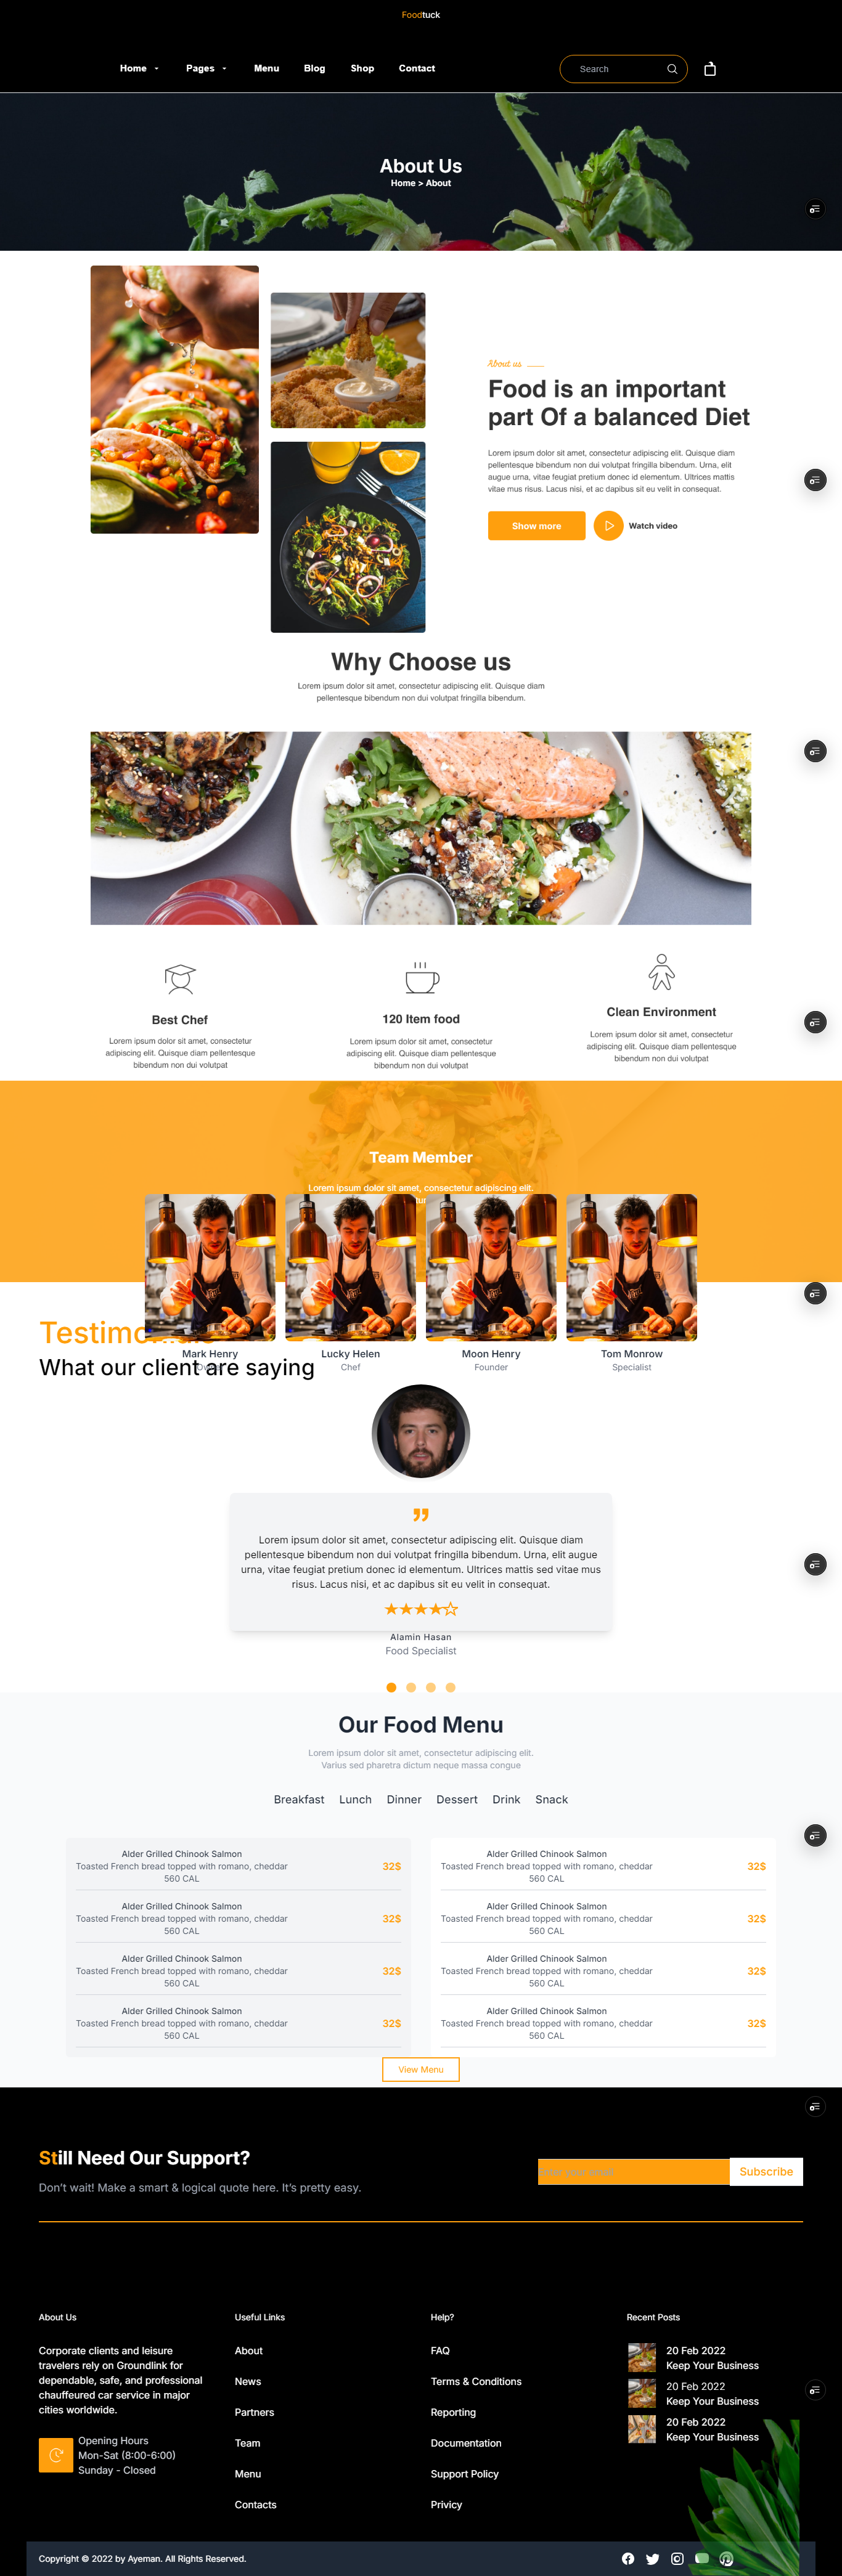 Foodtuck
Home Pages Menu Blog Shop Contact Search
About Us
Home > About
About us
Food is an important
part Of a balanced Diet
Lorem ipsum dolor sit amet, consectetur adipiscing elit. Quisque diam
pellentesque bibendum non dui volutpat fringilla bibendum. Urna, elit
augue urna, vitae feugiat pretium donec id elementum. Ultrices mattis
vitae mus risus. Lacus nisi, et ac dapibus sit eu velit in consequat.
Show more Watch video
Why Choose us
Lorem ipsum dolor sit amet, consectetur adipiscing elit. Quisque diam
pellentesque bibendum non dui volutpat fringilla bibendum.
Best Chef
Lorem ipsum dolor sit amet, consectetur
adipiscing elit. Quisque diam pellentesque
bibendum non dui volutpat
120 Item food
Lorem ipsum dolor sit amet, consectetur
adipiscing elit. Quisque diam pellentesque
bibendum non dui volutpat
Clean Environment
Lorem ipsum dolor sit amet, consectetur
adipiscing elit. Quisque diam pellentesque
bibendum non dui volutpat
Team Member
Lorem ipsum dolor sit amet, consectetur adipiscing elit.
Mark Henry
Lucky Helen
Chef
Moon Henry
Founder
Tom Monrow
Specialist
What our client are saying
Lorem ipsum dolor sit amet, consectetur adipiscing elit. Quisque diam
pellentesque bibendum non dui volutpat fringilla bibendum. Urna, elit augue
urna, vitae feugiat pretium donec id elementum. Ultrices mattis sed vitae mus
risus. Lacus nisi, et ac dapibus sit eu velit in consequat.
Alamin Hasan
Food Specialist
Our Food Menu
Lorem ipsum dolor sit amet, consectetur adipiscing elit.
Varius sed pharetra dictum neque massa congue
Breakfast Lunch Dinner Dessert Drink Snack
Alder Grilled Chinook Salmon
Toasted French bread topped with romano, cheddar 32$
560 CAL
Alder Grilled Chinook Salmon
Toasted French bread topped with romano, cheddar 32$
560 CAL
Alder Grilled Chinook Salmon
Toasted French bread topped with romano, cheddar 32$
560 CAL
Alder Grilled Chinook Salmon
Toasted French bread topped with romano, cheddar 32$
560 CAL
Alder Grilled Chinook Salmon
Toasted French bread topped with romano, cheddar 32$
560 CAL
Alder Grilled Chinook Salmon
Toasted French bread topped with romano, cheddar 32$
560 CAL
Alder Grilled Chinook Salmon
Toasted French bread topped with romano, cheddar 32$
560 CAL
Alder Grilled Chinook Salmon
Toasted French bread topped with romano, cheddar 32$
560 CAL
View Menu
Still Need Our Support?
Don't wait! Make a smart & logical quote here. It's pretty easy.
Enter your email Subscribe
About Us
Corporate clients and leisure
travelers rely on Groundlink for
dependable, safe, and professional
chauffeured car service in major
cities worldwide.
Opening Hours
Mon-Sat (8:00-6:00)
Sunday - Closed
Useful Links
About
News
Partners
Team
Menu
Contacts
Help?
FAQ
Terms & Conditions
Reporting
Documentation
Support Policy
Privicy
Recent Posts
20 Feb 2022
Keep Your Business
20 Feb 2022
Keep Your Business
20 Feb 2022
Keep Your Business
Copyright © 2022 by Ayeman. All Rights Reserved.